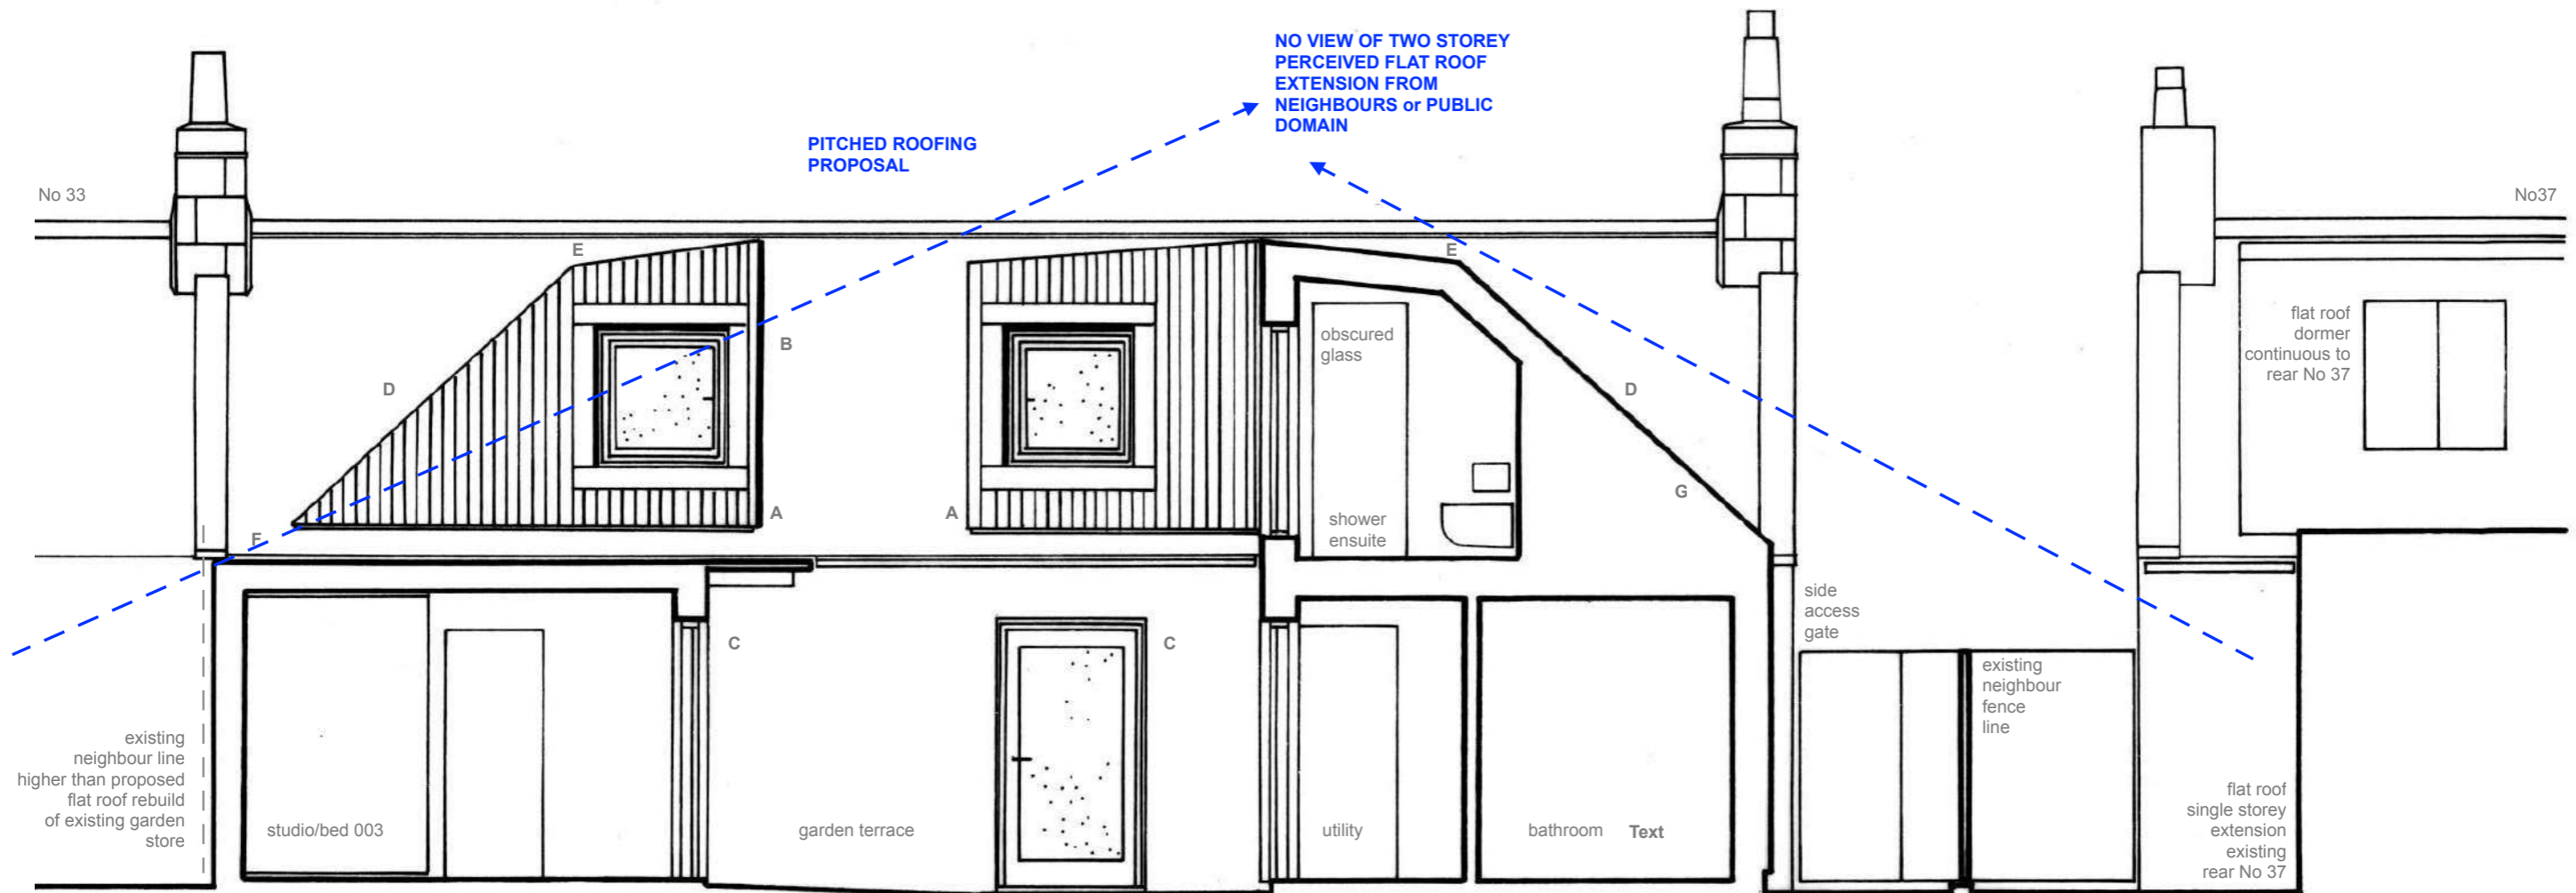 NO VIEW OF TWO STOREY
PERCEIVED FLAT ROOF
EXTENSION FROM
NEIGHBOURS or PUBLIC
DOMAIN
PITCHED ROOFING
PROPOSAL
No 33
No37
E
E
B
D
D
obscured
glass
flat roof
dormer
continuous to
rear No 37
A
A
G
F
shower
ensuite
side
access
gate
C
C
existing
neighbour
fence
line
existing
neighbour line
higher than proposed
flat roof rebuild
of existing garden
store
studio/bed 003
garden terrace
utility
bathroom
Text
flat roof
single storey
extension
existing
rear No 37